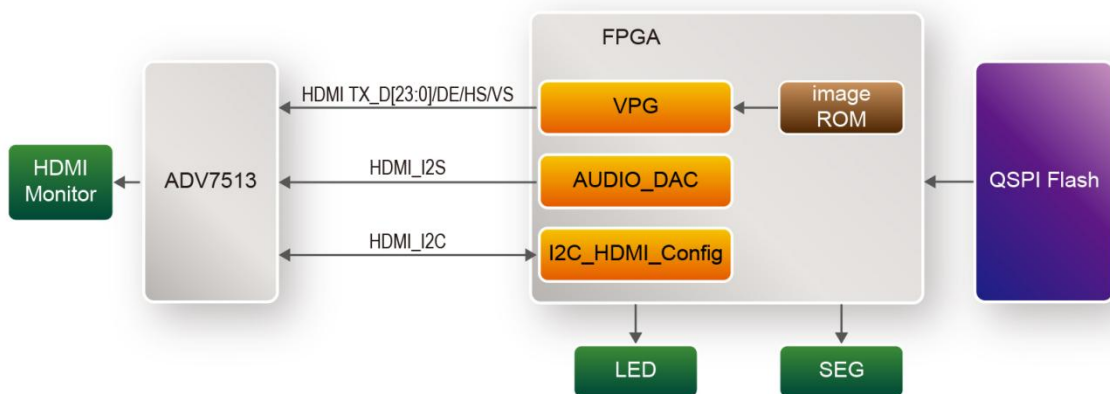 FPGA
HDMI TX_D[23:0]/DE/HS/VS
VPG
image
ROM
HDMI
Monitor
ADV7513
HDMI_I2S
AUDIO_DAC
QSPI Flash
HDMI_I2C
I2C_HDMI_Config
LED
SEG